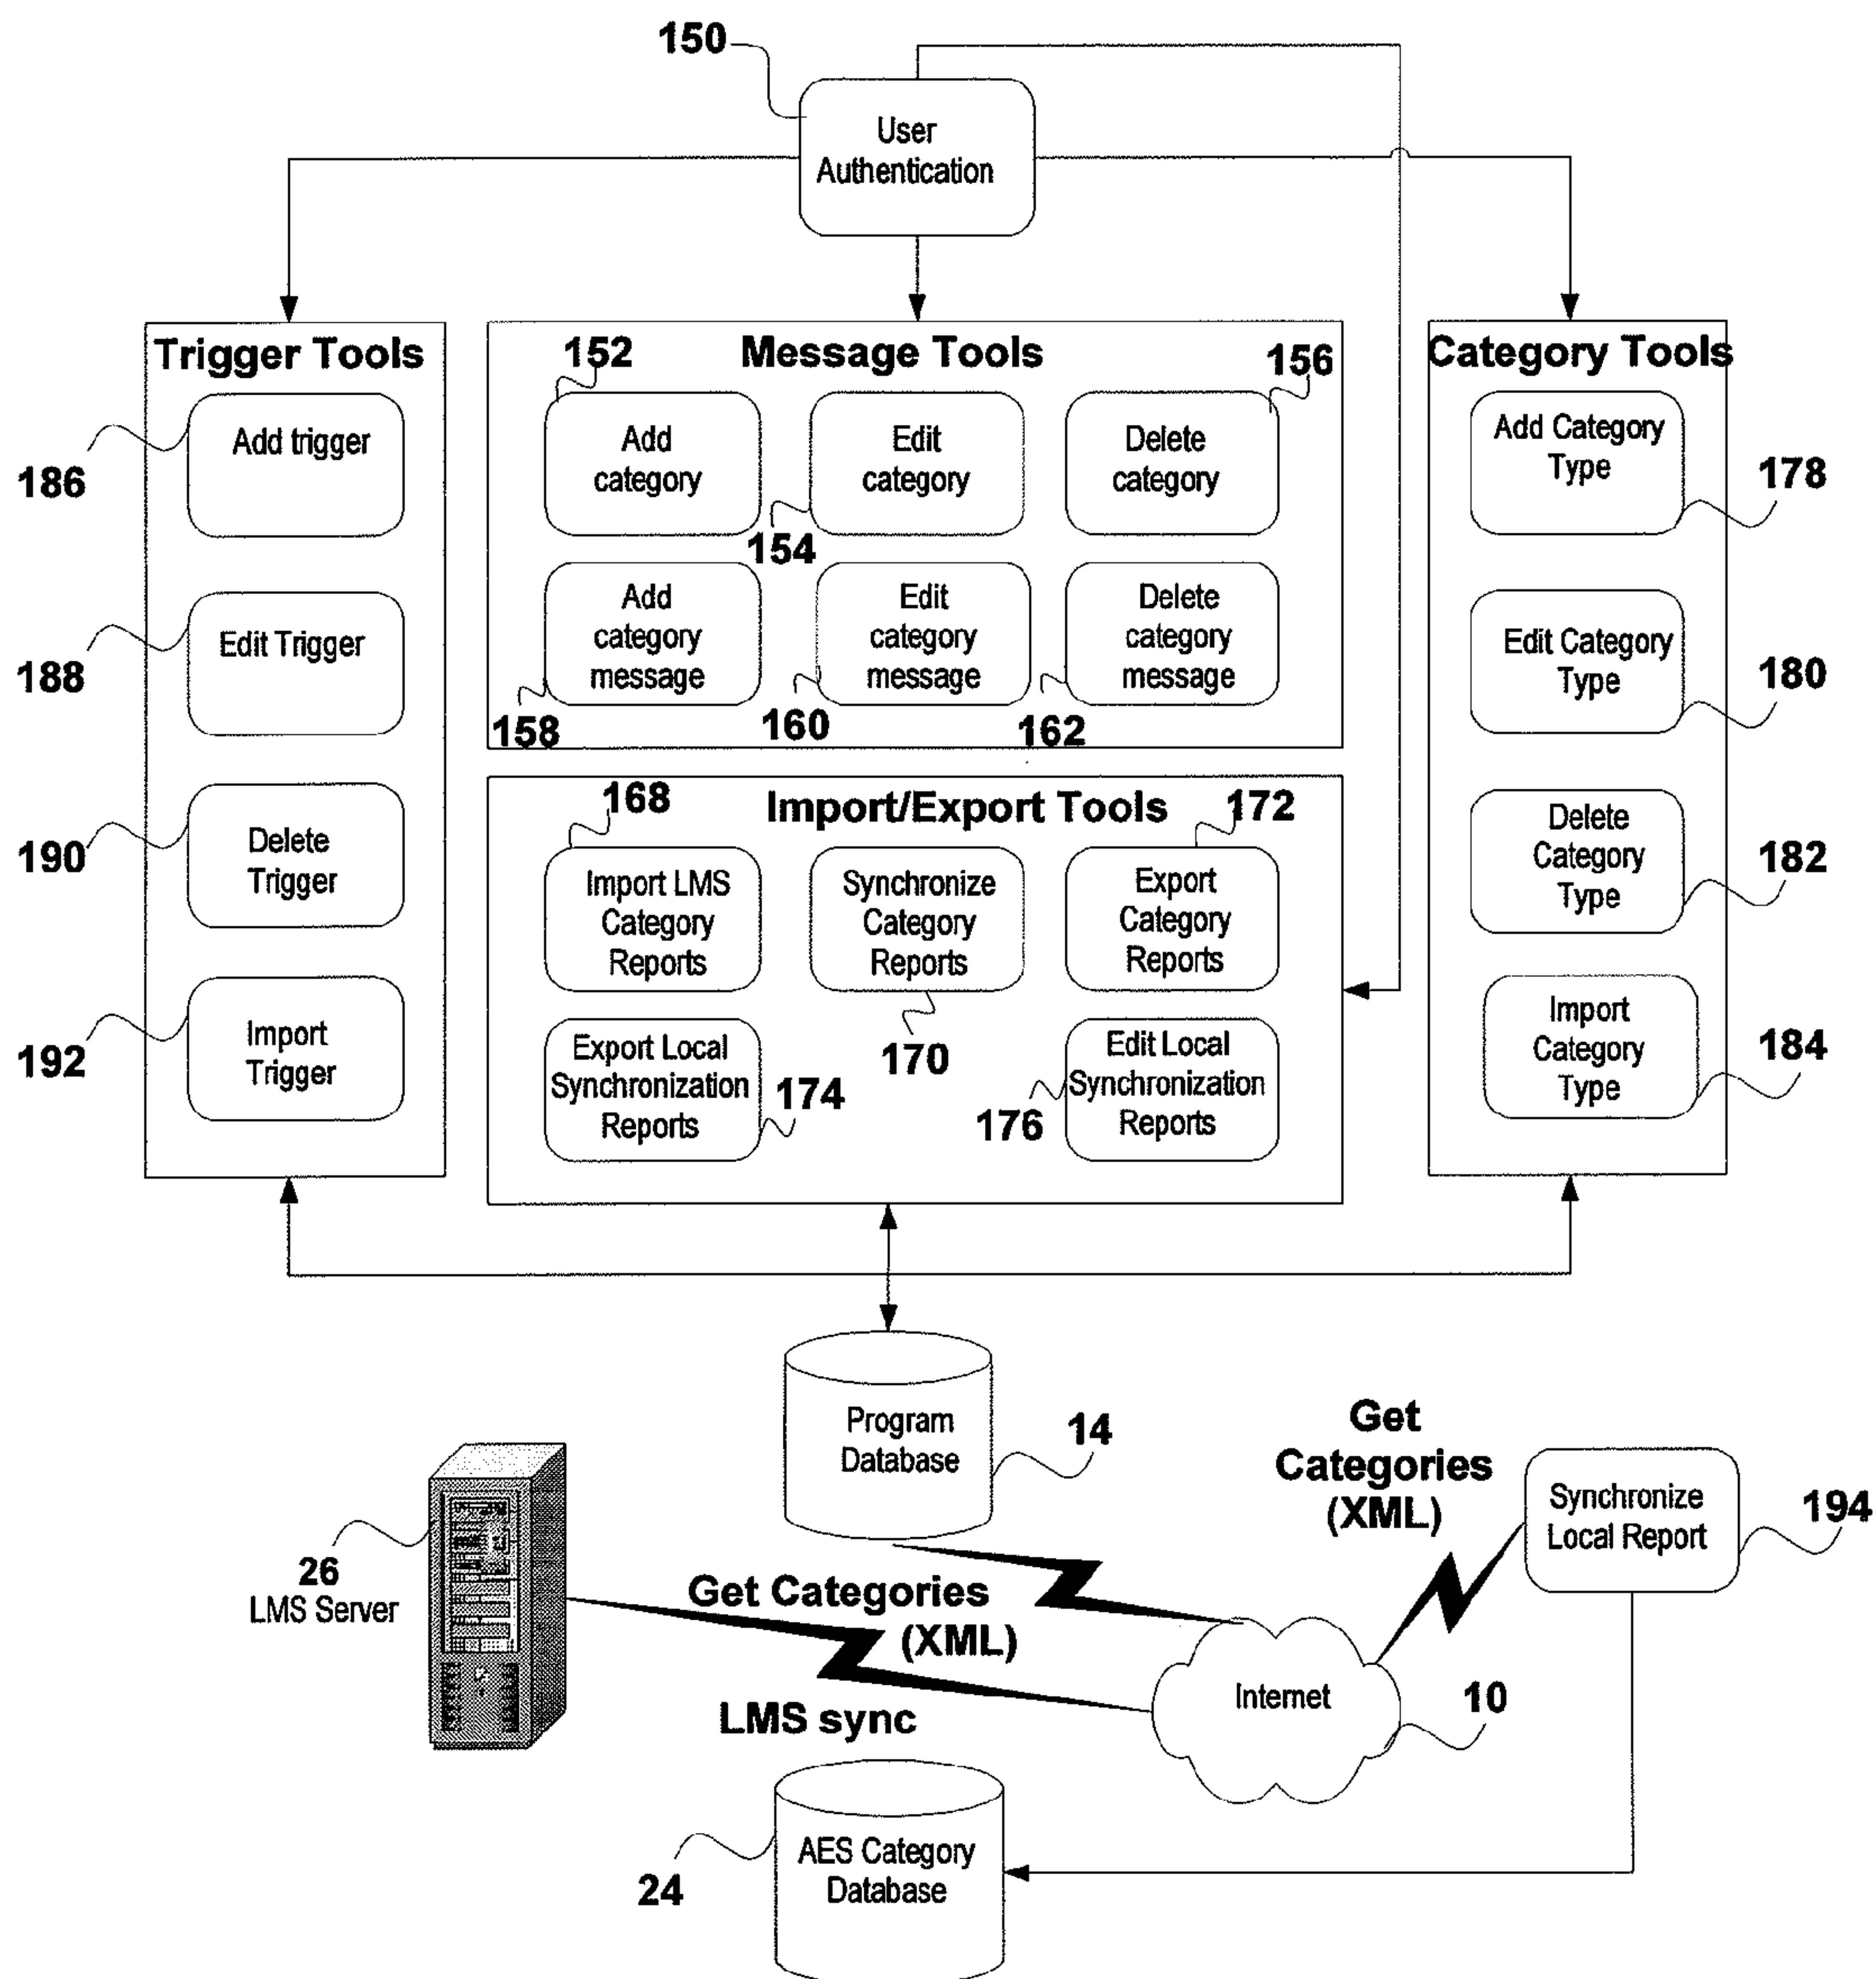 150
User
Authentication
Trigger Tools
Add trigger
186
Edit Trigger
188
Delete
Trigger
190
Import
Trigger
192
Message Tools
152
Add
category
154
Edit
category
156
Delete
category
Add
category
message
158
Edit
category
message
160
Delete
category
message
162
Import/Export Tools
168
Import LMS
Category
Reports
Synchronize
Category
Reports
170
172
Export
Category
Reports
Export Local
Synchronization
Reports
174
Edit Local
Synchronization
Reports
176
Category Tools
Add Category
Type
178
Edit Category
Type
180
Delete
Category
Type
182
Import
Category
Type
184
Program
Database
14
26
LMS Server
Get Categories
(XML)
LMS sync
Get
Categories
(XML)
Synchronize
Local Report
194
Internet
10
AES Category
Database
24